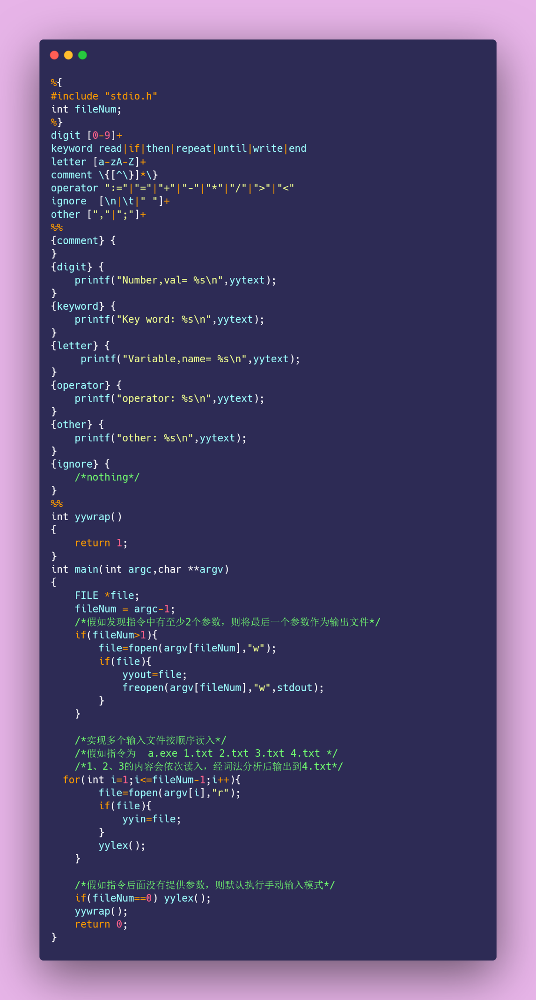 %{
#include "stdio.h"
int fileNum;
%}
digit [0-9]+
keyword read|if|then|repeat|until|write|end
letter [a-zA-Z]+
comment \{[^\}]*\}
operator ":="|"="|"+"|"-"|"*"|"/"|">"|"<"
ignore  [\n|\t|" "]+
other [","|";"]+
%%
{comment} {
}
{digit} {
    printf("Number,val= %s\n",yytext);
}
{keyword} {
    printf("Key word: %s\n",yytext);
}
{letter} {
     printf("Variable,name= %s\n",yytext);
}
{operator} {
    printf("operator: %s\n",yytext);
}
{other} {
    printf("other: %s\n",yytext);
}
{ignore} {
    /*nothing*/
}
%%
int yywrap()
{
    return 1;
}
int main(int argc,char **argv)
{
    FILE *file;
    fileNum = argc-1;
    /*假如发现指令中有至少2个参数，则将最后一个参数作为输出文件*/
    if(fileNum>1){
        file=fopen(argv[fileNum],"w");
        if(file){
            yyout=file;
            freopen(argv[fileNum],"w",stdout);
        }
    }

    /*实现多个输入文件按顺序读入*/
    /*假如指令为  a.exe 1.txt 2.txt 3.txt 4.txt */
    /*1、2、3的内容会依次读入，经词法分析后输出到4.txt*/
  for(int i=1;i<=fileNum-1;i++){
        file=fopen(argv[i],"r");
        if(file){
            yyin=file;
        }
        yylex();
    }

    /*假如指令后面没有提供参数，则默认执行手动输入模式*/
    if(fileNum==0) yylex();
    yywrap();
    return 0;
}